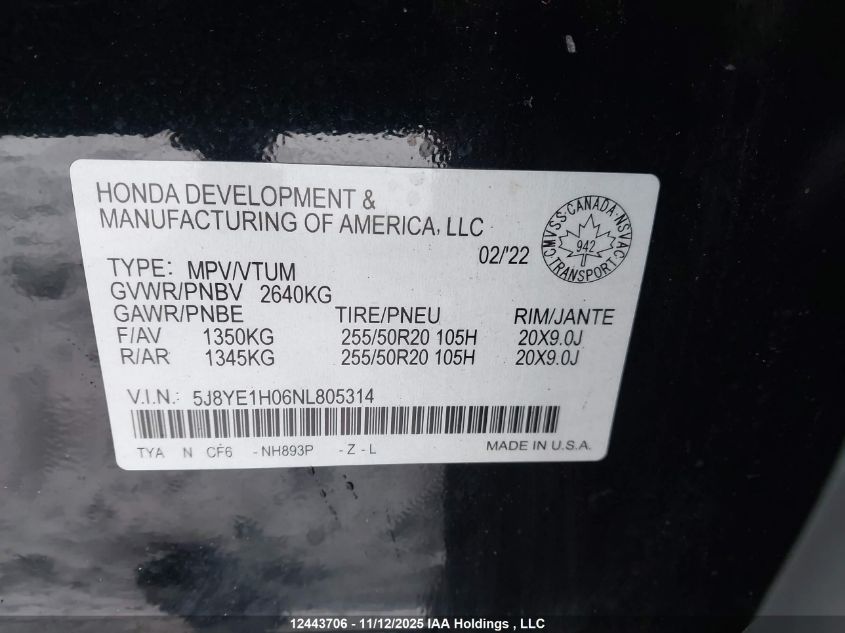 HONDA DEVELOPMENT &
MANUFACTURING OF AMERICA, LLC
02/'22
CMVSS·CANADA·NSVAC
942
TRANSPORT
TYPE: MPV/VTUM
GVWR/PNBV 2640KG
GAWR/PNBE TIRE/PNEU RIM/JANTE
F/AV 1350KG 255/50R20 105H 20X9.0J
R/AR 1345KG 255/50R20 105H 20X9.0J
V.I.N.: 5J8YE1H06NL805314
TYA N CF6 -NH893P -Z-L MADE IN U.S.A.
12443706 - 11/12/2025 IAA Holdings , LLC